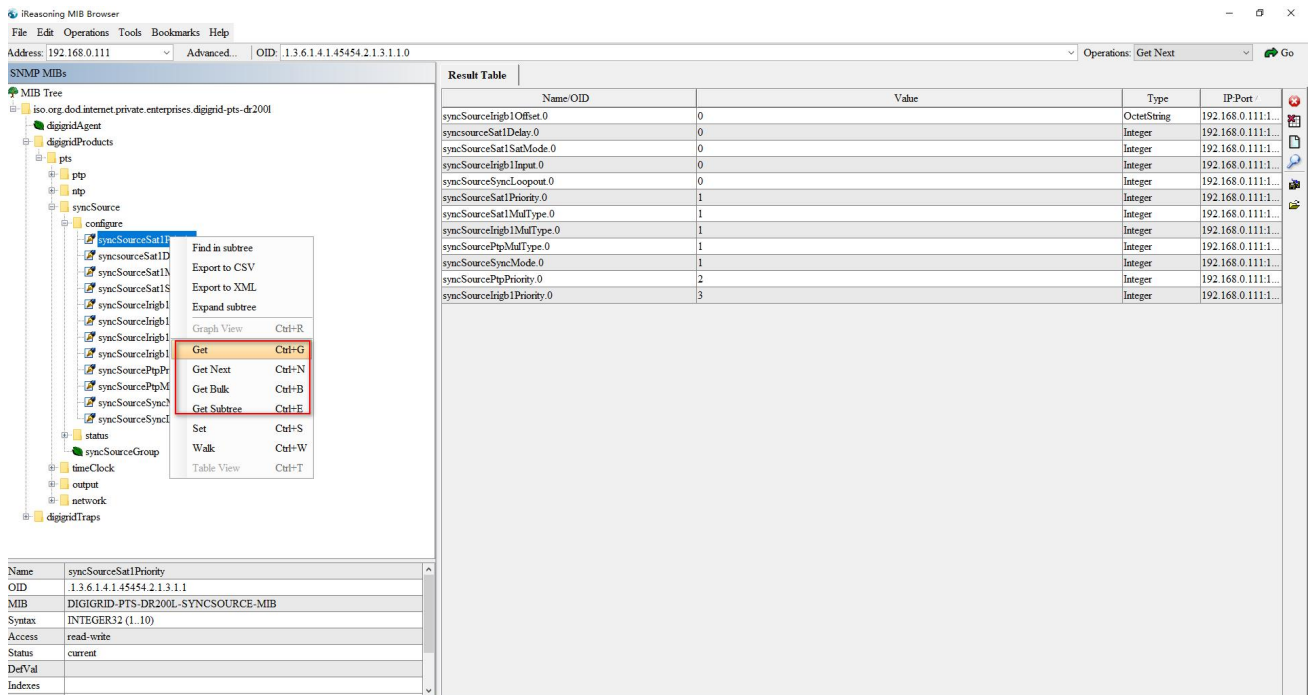 iReasoning MIB Browser
File Edit Operations Tools Bookmarks Help
Address: 192.168.0.111 Advanced... OID: .1.3.6.1.4.1.45454.2.1.3.1.1.0 Operations: Get Next Go
SNMP MIBs
MIB Tree
iso.org.dod.internet.private.enterprises.digigrid-pts-dr200l
digigridAgent
digigridProducts
pts
ptp
ntp
syncSource
configure
syncSourceSat1P
syncsourceSat1D
syncSourceSat1M
syncSourceSat1S
syncSourceIrigb1
syncSourceIrigb1
syncSourceIrigb1
syncSourceIrigb1
syncSourcePtpPr
syncSourcePtpM
syncSourceSync
syncSourceSync
status
syncSourceGroup
timeClock
output
network
digigridTraps
Find in subtree
Export to CSV
Export to XML
Expand subtree
Graph View Ctrl+R
Get Ctrl+G
Get Next Ctrl+N
Get Bulk Ctrl+B
Get Subtree Ctrl+E
Set Ctrl+S
Walk Ctrl+W
Table View Ctrl+T
Name syncSourceSat1Priority
OID .1.3.6.1.4.1.45454.2.1.3.1.1
MIB DIGIGRID-PTS-DR200L-SYNCSOURCE-MIB
Syntax INTEGER32 (1..10)
Access read-write
Status current
DefVal
Indexes
Result Table
Name/OID Value Type IP:Port
syncSourceIrigb1Offset.0 0 OctetString 192.168.0.111:1...
syncsourceSat1Delay.0 0 Integer 192.168.0.111:1...
syncSourceSat1SatMode.0 0 Integer 192.168.0.111:1...
syncSourceIrigb1Input.0 0 Integer 192.168.0.111:1...
syncSourceSyncLoopout.0 0 Integer 192.168.0.111:1...
syncSourceSat1Priority.0 1 Integer 192.168.0.111:1...
syncSourceSat1MulType.0 1 Integer 192.168.0.111:1...
syncSourceIrigb1MulType.0 1 Integer 192.168.0.111:1...
syncSourcePtpMulType.0 1 Integer 192.168.0.111:1...
syncSourceSyncMode.0 1 Integer 192.168.0.111:1...
syncSourcePtpPriority.0 2 Integer 192.168.0.111:1...
syncSourceIrigb1Priority.0 3 Integer 192.168.0.111:1...